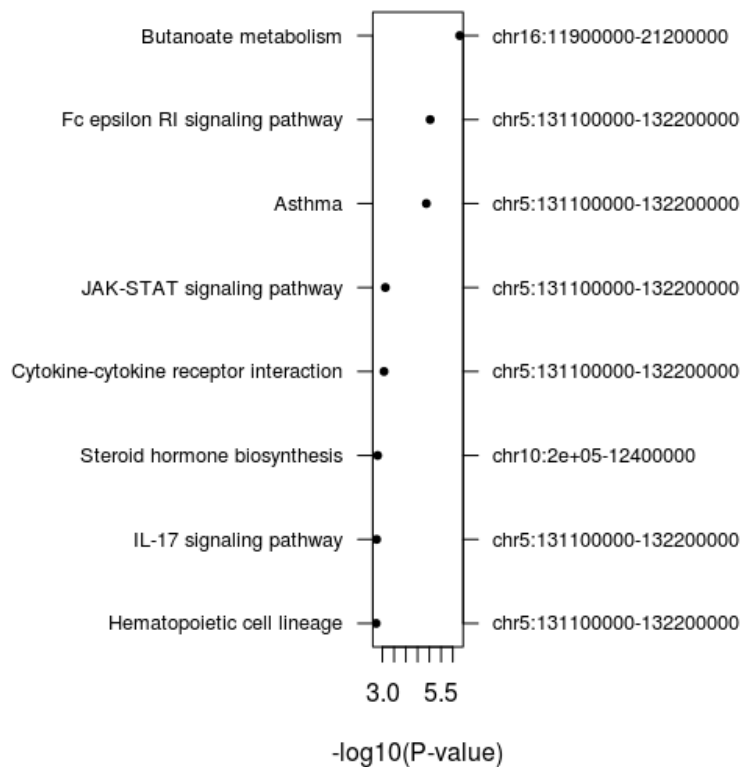 Butanoate metabolism chr16:11900000-21200000
Fc epsilon RI signaling pathway chr5:131100000-132200000
Asthma chr5:131100000-132200000
JAK-STAT signaling pathway chr5:131100000-132200000
Cytokine-cytokine receptor interaction chr5:131100000-132200000
Steroid hormone biosynthesis chr10:2e+05-12400000
IL-17 signaling pathway chr5:131100000-132200000
Hematopoietic cell lineage chr5:131100000-132200000
3.0 5.5
-log10(P-value)